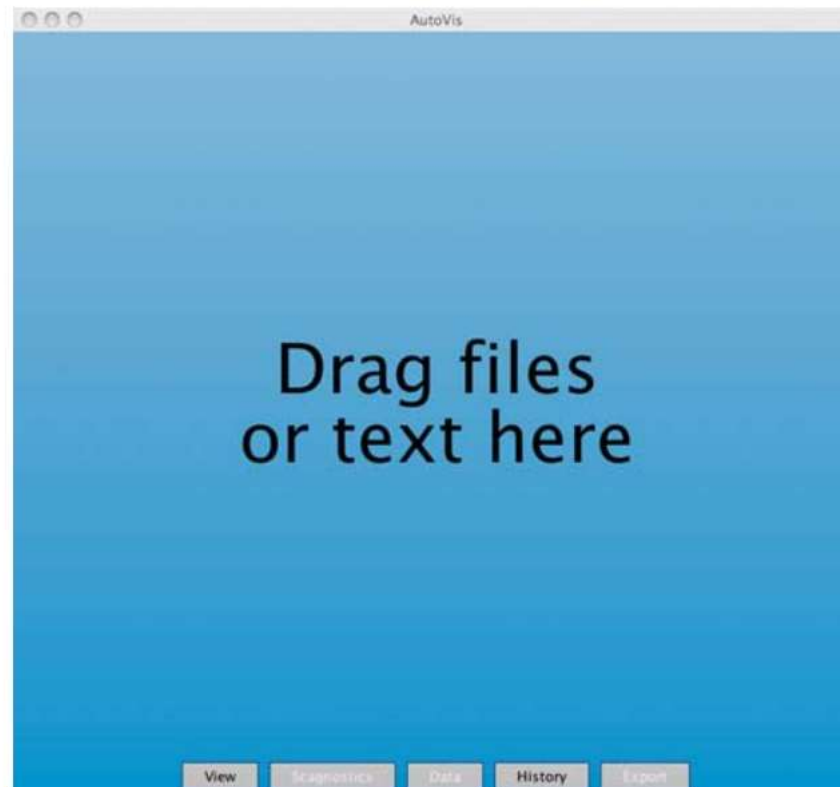 AutoVis
Drag files
or text here
View Scagnostics Data History Export